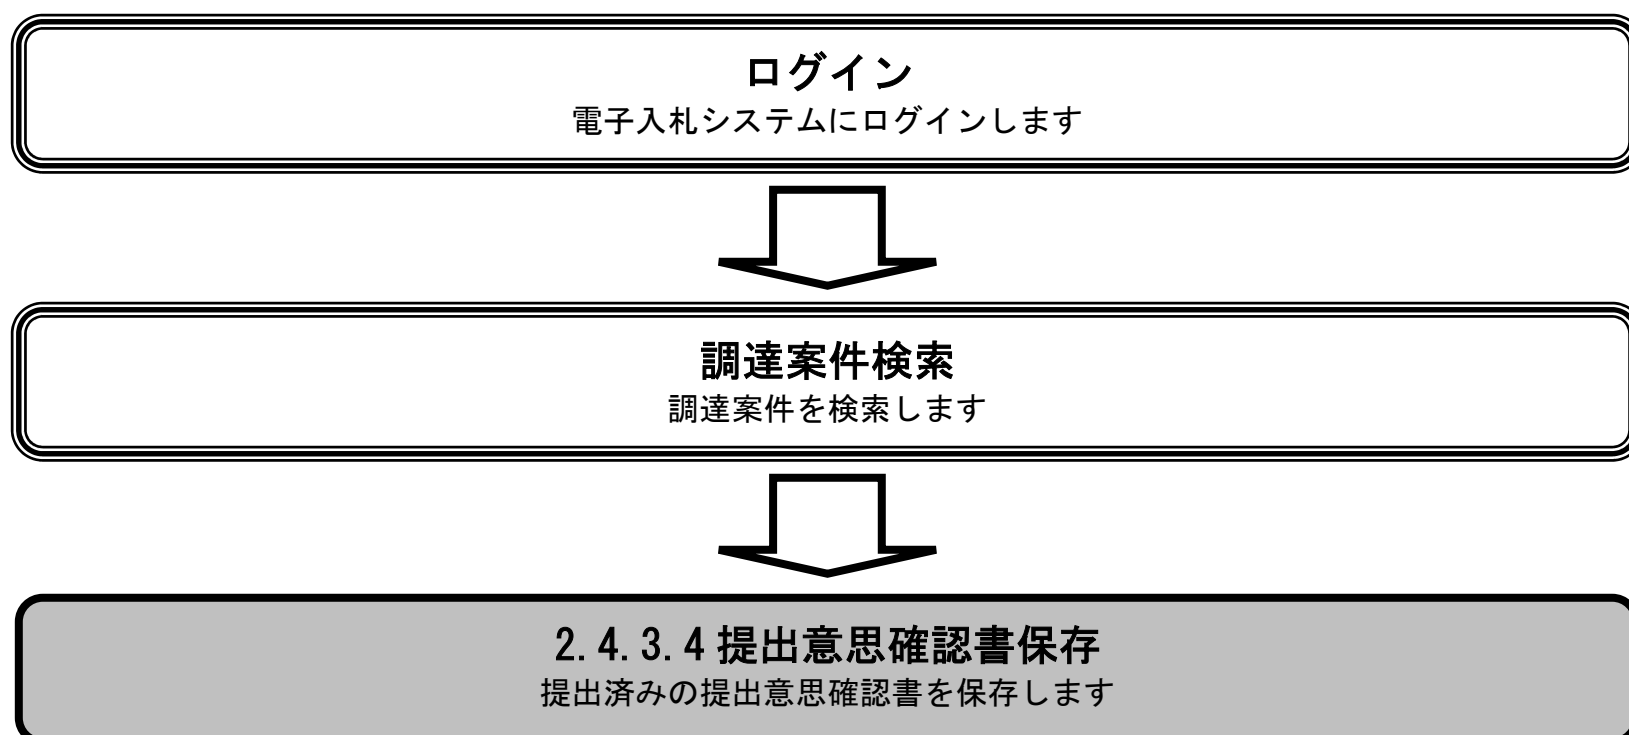 ログイン
電子入札システムにログインします
調達案件検索
調達案件を検索します
2.4.3.4 提出意思確認書保存
提出済みの提出意思確認書を保存します